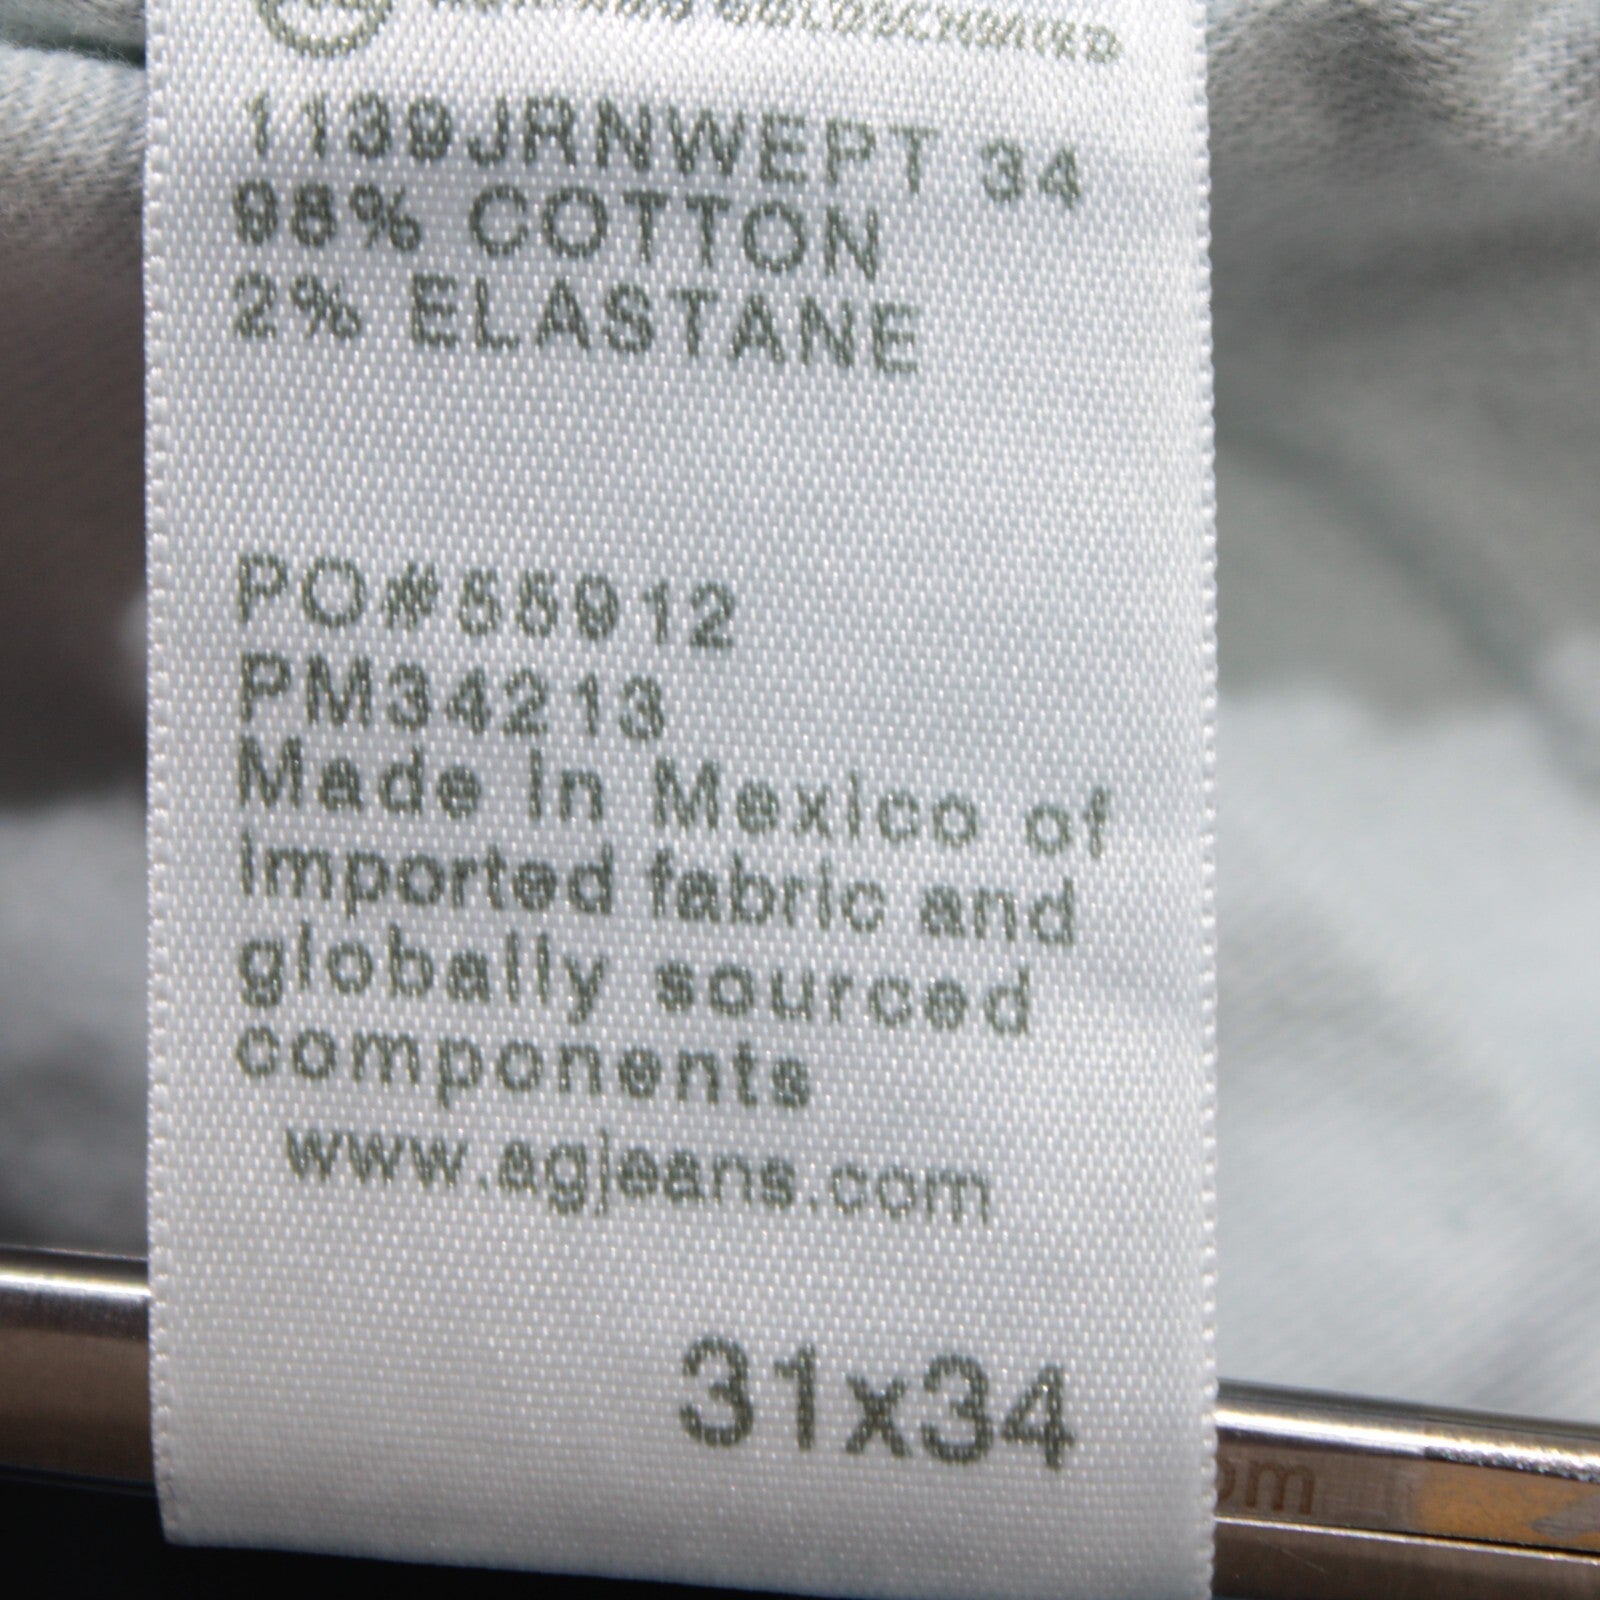 1139JRNWEPT 34
98% COTTON
2% ELASTANE
PO#55912
PM34213
Made in Mexico of
imported fabric and
globally sourced
components
www.agjeans.com
31x34
om